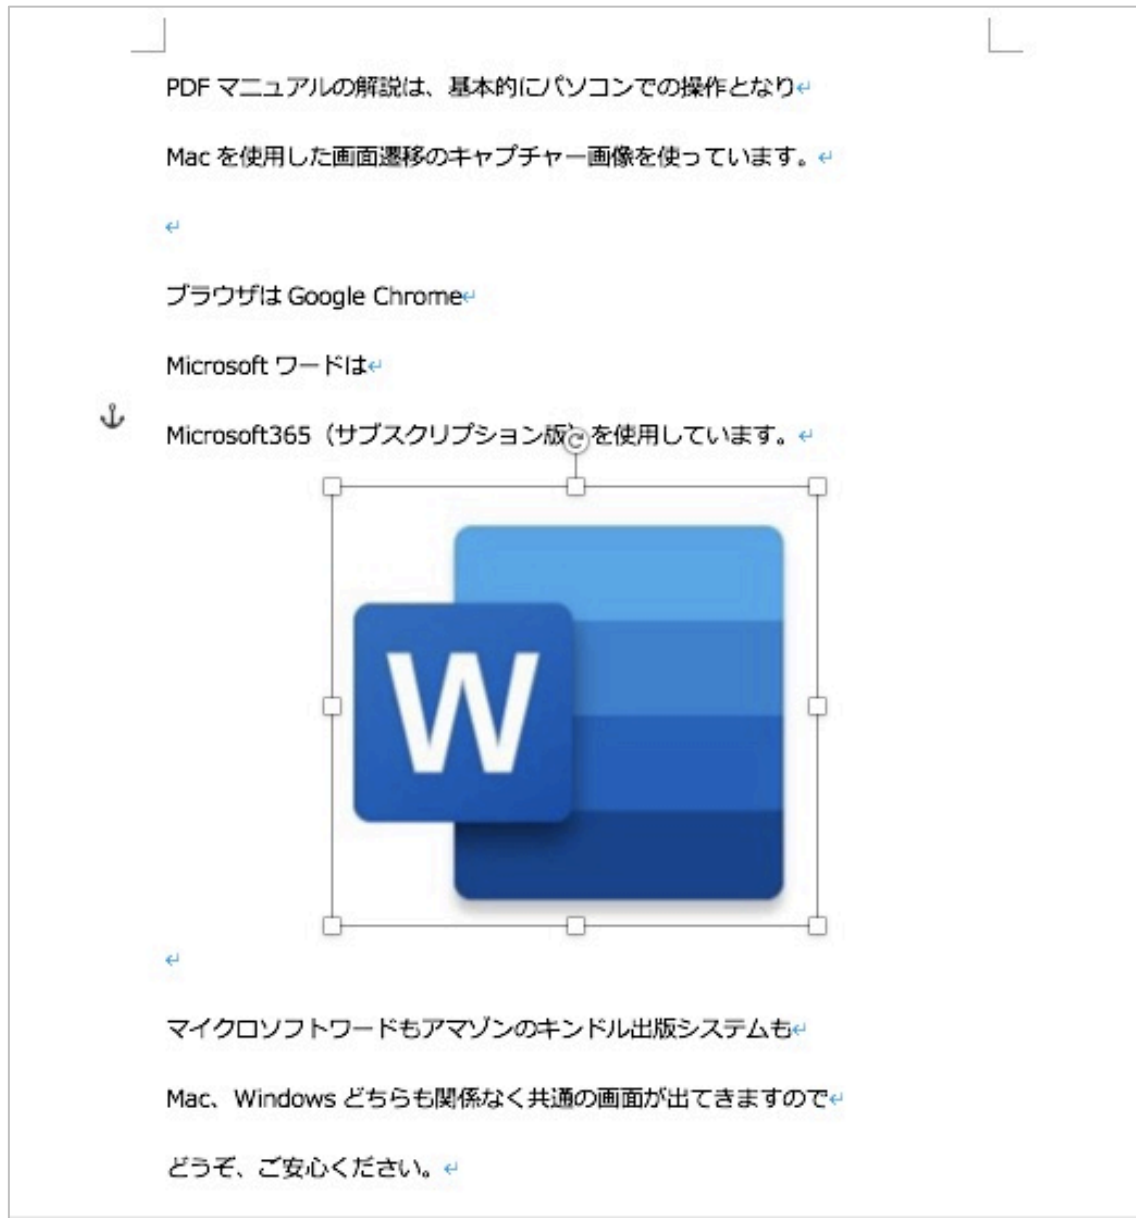 PDF マニュアルの解説は、基本的にパソコンでの操作となり
Mac を使用した画面遷移のキャプチャー画像を使っています。
ブラウザは Google Chrome
Microsoft ワードは
Microsoft365（サブスクリプション版）を使用しています。
W
マイクロソフトワードもアマゾンのキンドル出版システムも
Mac、Windows どちらも関係なく共通の画面が出てきますので
どうぞ、ご安心ください。